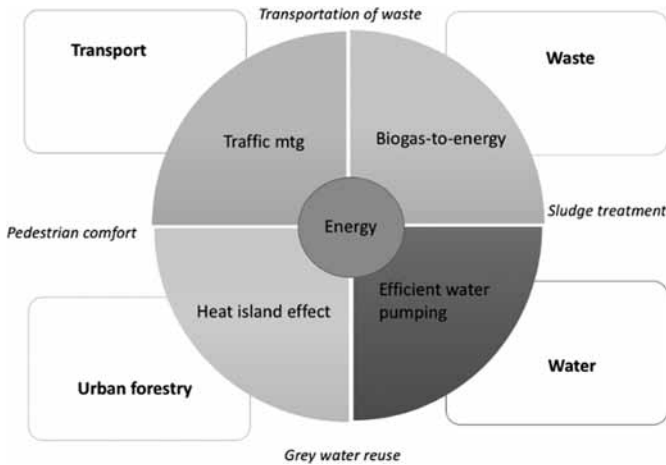 Transportation of waste
Transport
Waste
Traffic mtg
Biogas-to-energy
Energy
Sludge treatment
Pedestrian comfort
Heat island effect
Efficient water
pumping
Urban forestry
Water
Grey water reuse